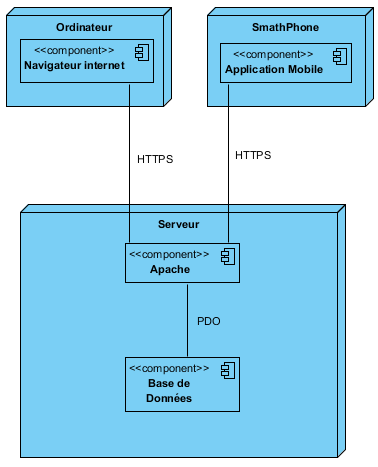 Ordinateur
<<component>>
Navigateur internet
SmathPhone
<<component>>
Application Mobile
HTTPS
HTTPS
Serveur
<<component>>
Apache
PDO
<<component>>
Base de
Données